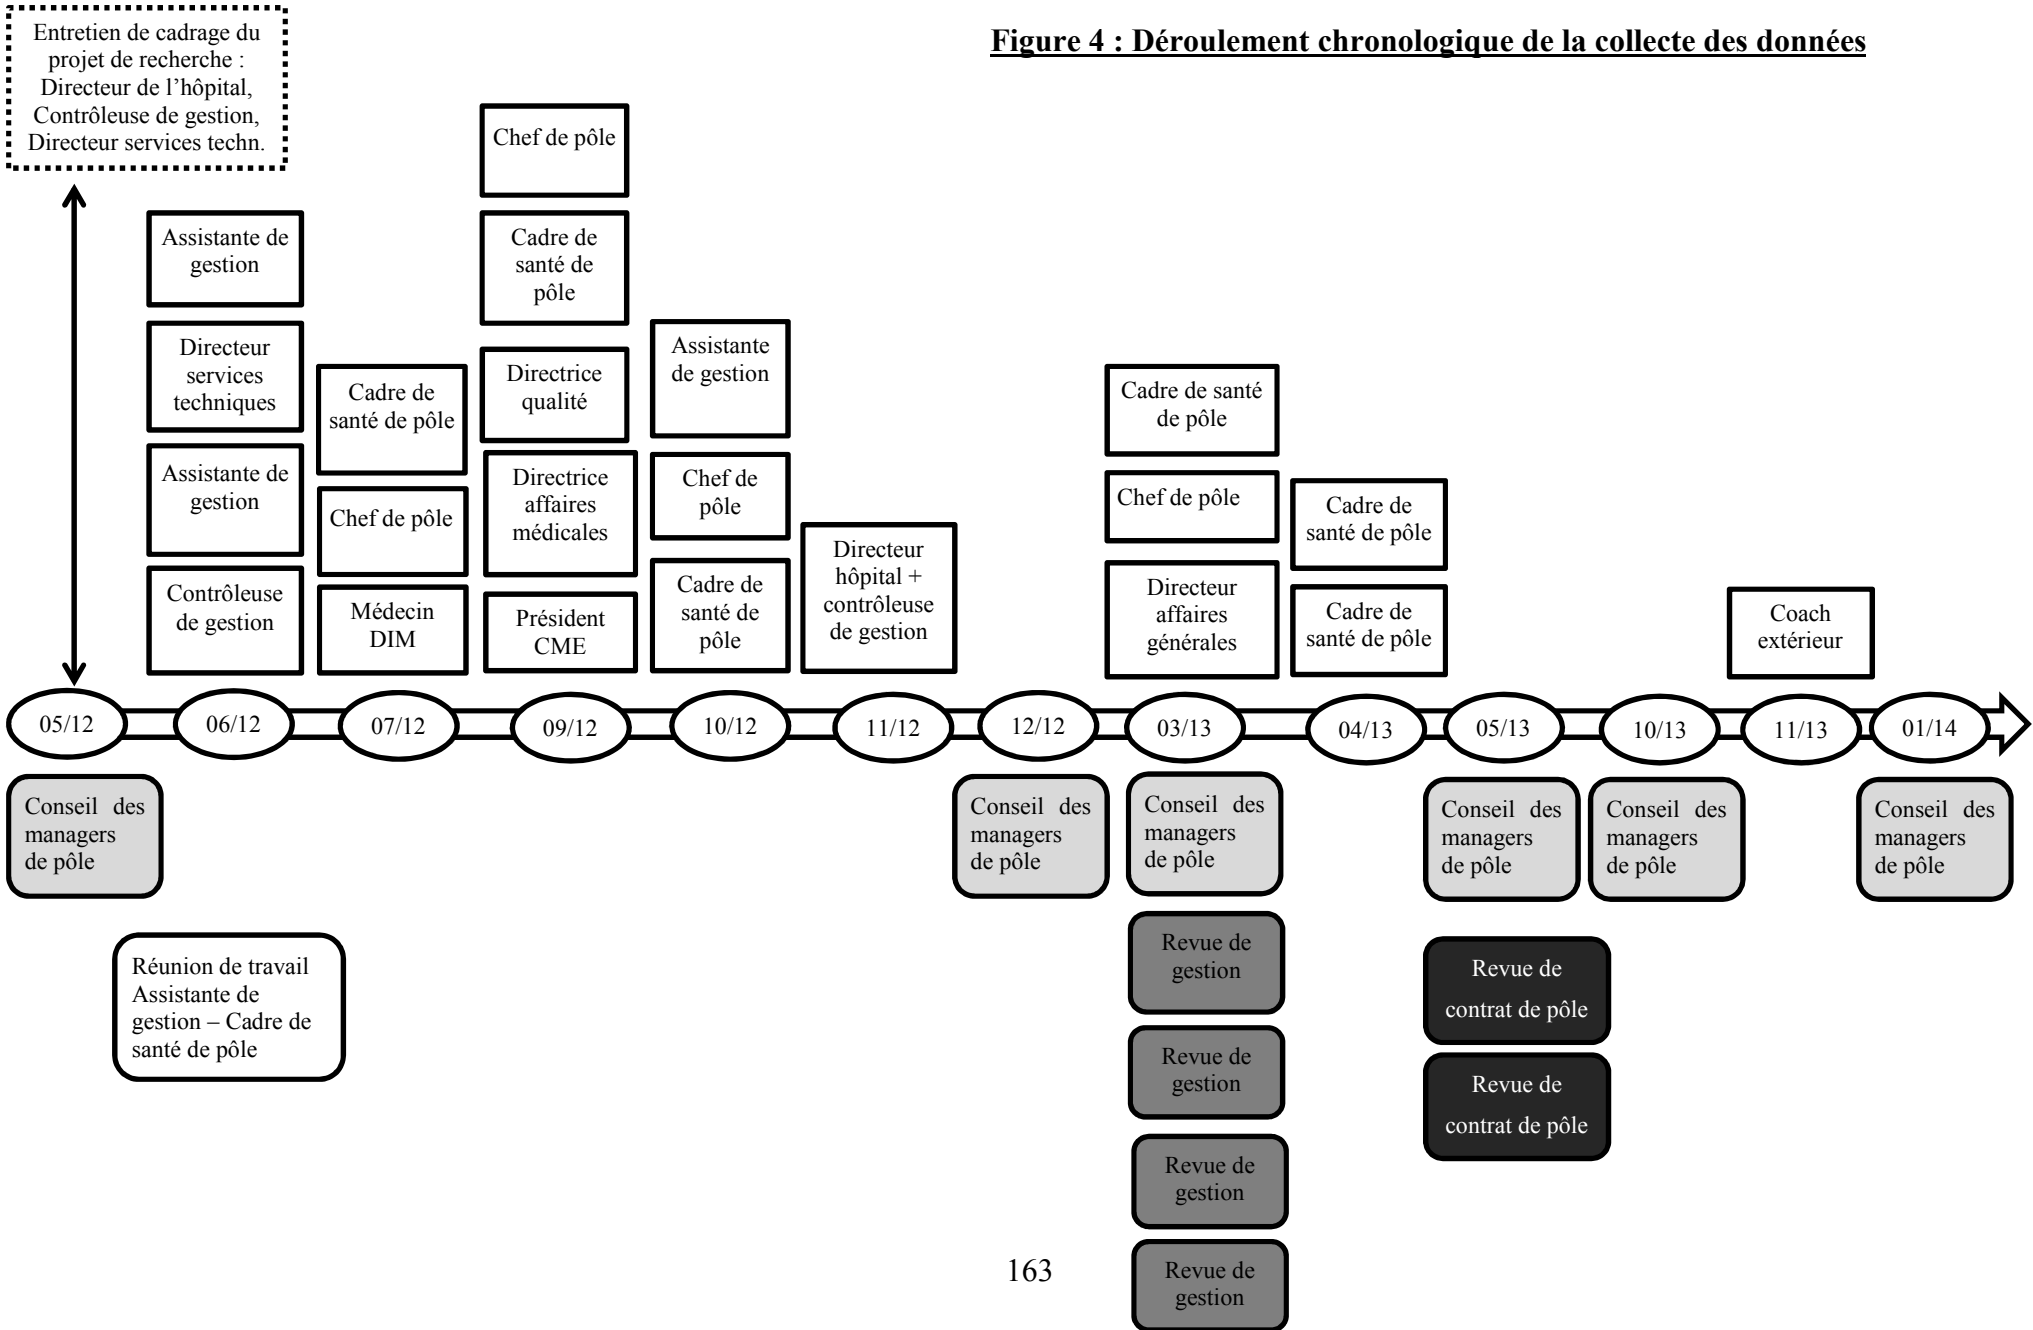 Entretien de cadrage du
projet de recherche :
Directeur de l’hôpital,
Contrôleuse de gestion,
Directeur services techn.
Figure 4 : Déroulement chronologique de la collecte des données
Assistante de
gestion
Directeur
services
techniques
Assistante de
gestion
Contrôleuse
de gestion
Cadre de
santé de pôle
Chef de pôle
Médecin
DIM
Chef de pôle
Cadre de
santé de
pôle
Directrice
qualité
Directrice
affaires
médicales
Président
CME
Assistante
de gestion
Chef de
pôle
Cadre de
santé de
pôle
Directeur
hôpital +
contrôleuse
de gestion
Cadre de santé
de pôle
Chef de pôle
Directeur
affaires
générales
Cadre de
santé de pôle
Cadre de
santé de pôle
Coach
extérieur
05/12
06/12
07/12
09/12
10/12
11/12
12/12
03/13
04/13
05/13
10/13
11/13
01/14
Conseil des
managers
de pôle
Réunion de travail
Assistante de
gestion – Cadre de
santé de pôle
Conseil des
managers
de pôle
Conseil des
managers
de pôle
Revue de
gestion
Revue de
gestion
Revue de
gestion
Revue de
gestion
Conseil des
managers
de pôle
Revue de
contrat de pôle
Revue de
contrat de pôle
Conseil des
managers
de pôle
Conseil des
managers
de pôle
163